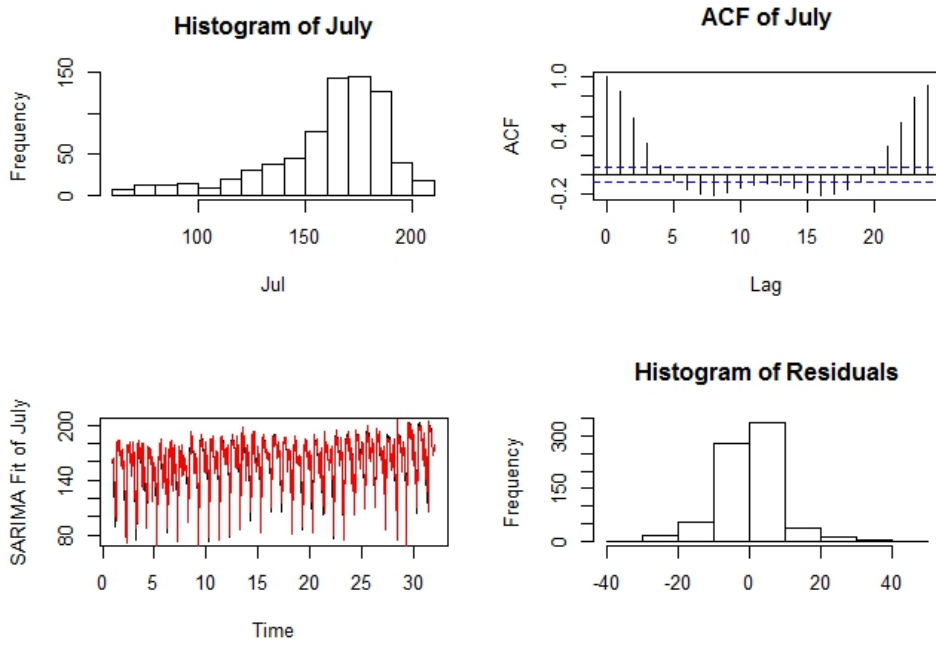 Histogram of July
Frequency
150
50
0
100 150 200
Jul
ACF of July
ACF
1.0
0.4
-0.2
0 5 10 15 20
Lag
SARIMA Fit of July
200
140
80
0 5 10 15 20 25 30
Time
Histogram of Residuals
Frequency
300
150
0
-40 -20 0 20 40